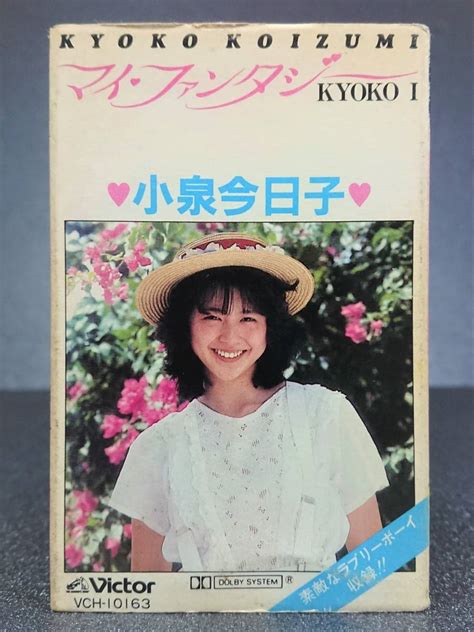 KYOKO KOIZUMI
マイ・ファンタジー
KYOKO I
♥小泉今日子♥
素敵なラブリーボーイ
収録!!
Victor
VCH-10163
DOLBY SYSTEM ®